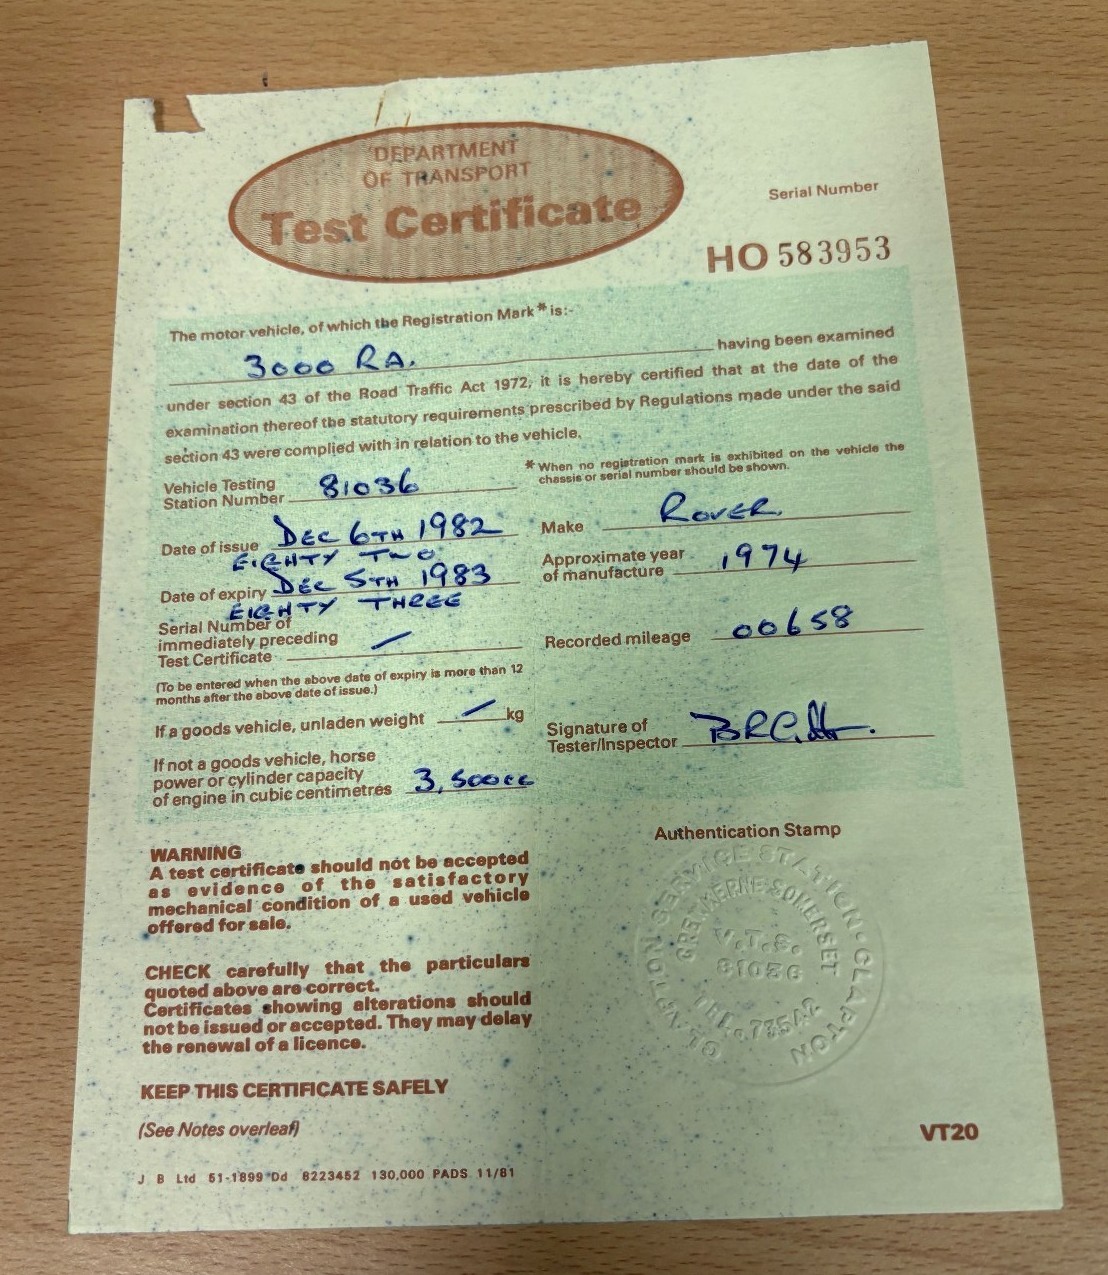 DEPARTMENT
OF TRANSPORT
Test Certificate
Serial Number
HO 583953
The motor vehicle, of which the Registration Mark * is:-
3000 RA. having been examined
under section 43 of the Road Traffic Act 1972, it is hereby certified that at the date of the
examination thereof the statutory requirements prescribed by Regulations made under the said
section 43 were complied with in relation to the vehicle.
* When no registration mark is exhibited on the vehicle the
chassis or serial number should be shown.
Vehicle Testing
Station Number 81036
Date of issue DEC 6TH 1982
EIGHTY TWO
Date of expiry DEC 5TH 1983
EIGHTY THREE
Serial Number of
immediately preceding
Test Certificate —
(To be entered when the above date of expiry is more than 12
months after the above date of issue.)
If a goods vehicle, unladen weight — kg
If not a goods vehicle, horse
power or cylinder capacity
of engine in cubic centimetres 3,500cc
Make ROVER.
Approximate year
of manufacture 1974
Recorded mileage 00658
Signature of
Tester/Inspector
Authentication Stamp
CLAPTON SERVICE STATION · CLAPTON
CREWKERNE SOMERSET
V.T.S.
81036
WARNING
A test certificate should not be accepted
as evidence of the satisfactory
mechanical condition of a used vehicle
offered for sale.
CHECK carefully that the particulars
quoted above are correct.
Certificates showing alterations should
not be issued or accepted. They may delay
the renewal of a licence.
KEEP THIS CERTIFICATE SAFELY
(See Notes overleaf)
VT20
J B Ltd 51-1899 Dd 8223452 130,000 PADS 11/81